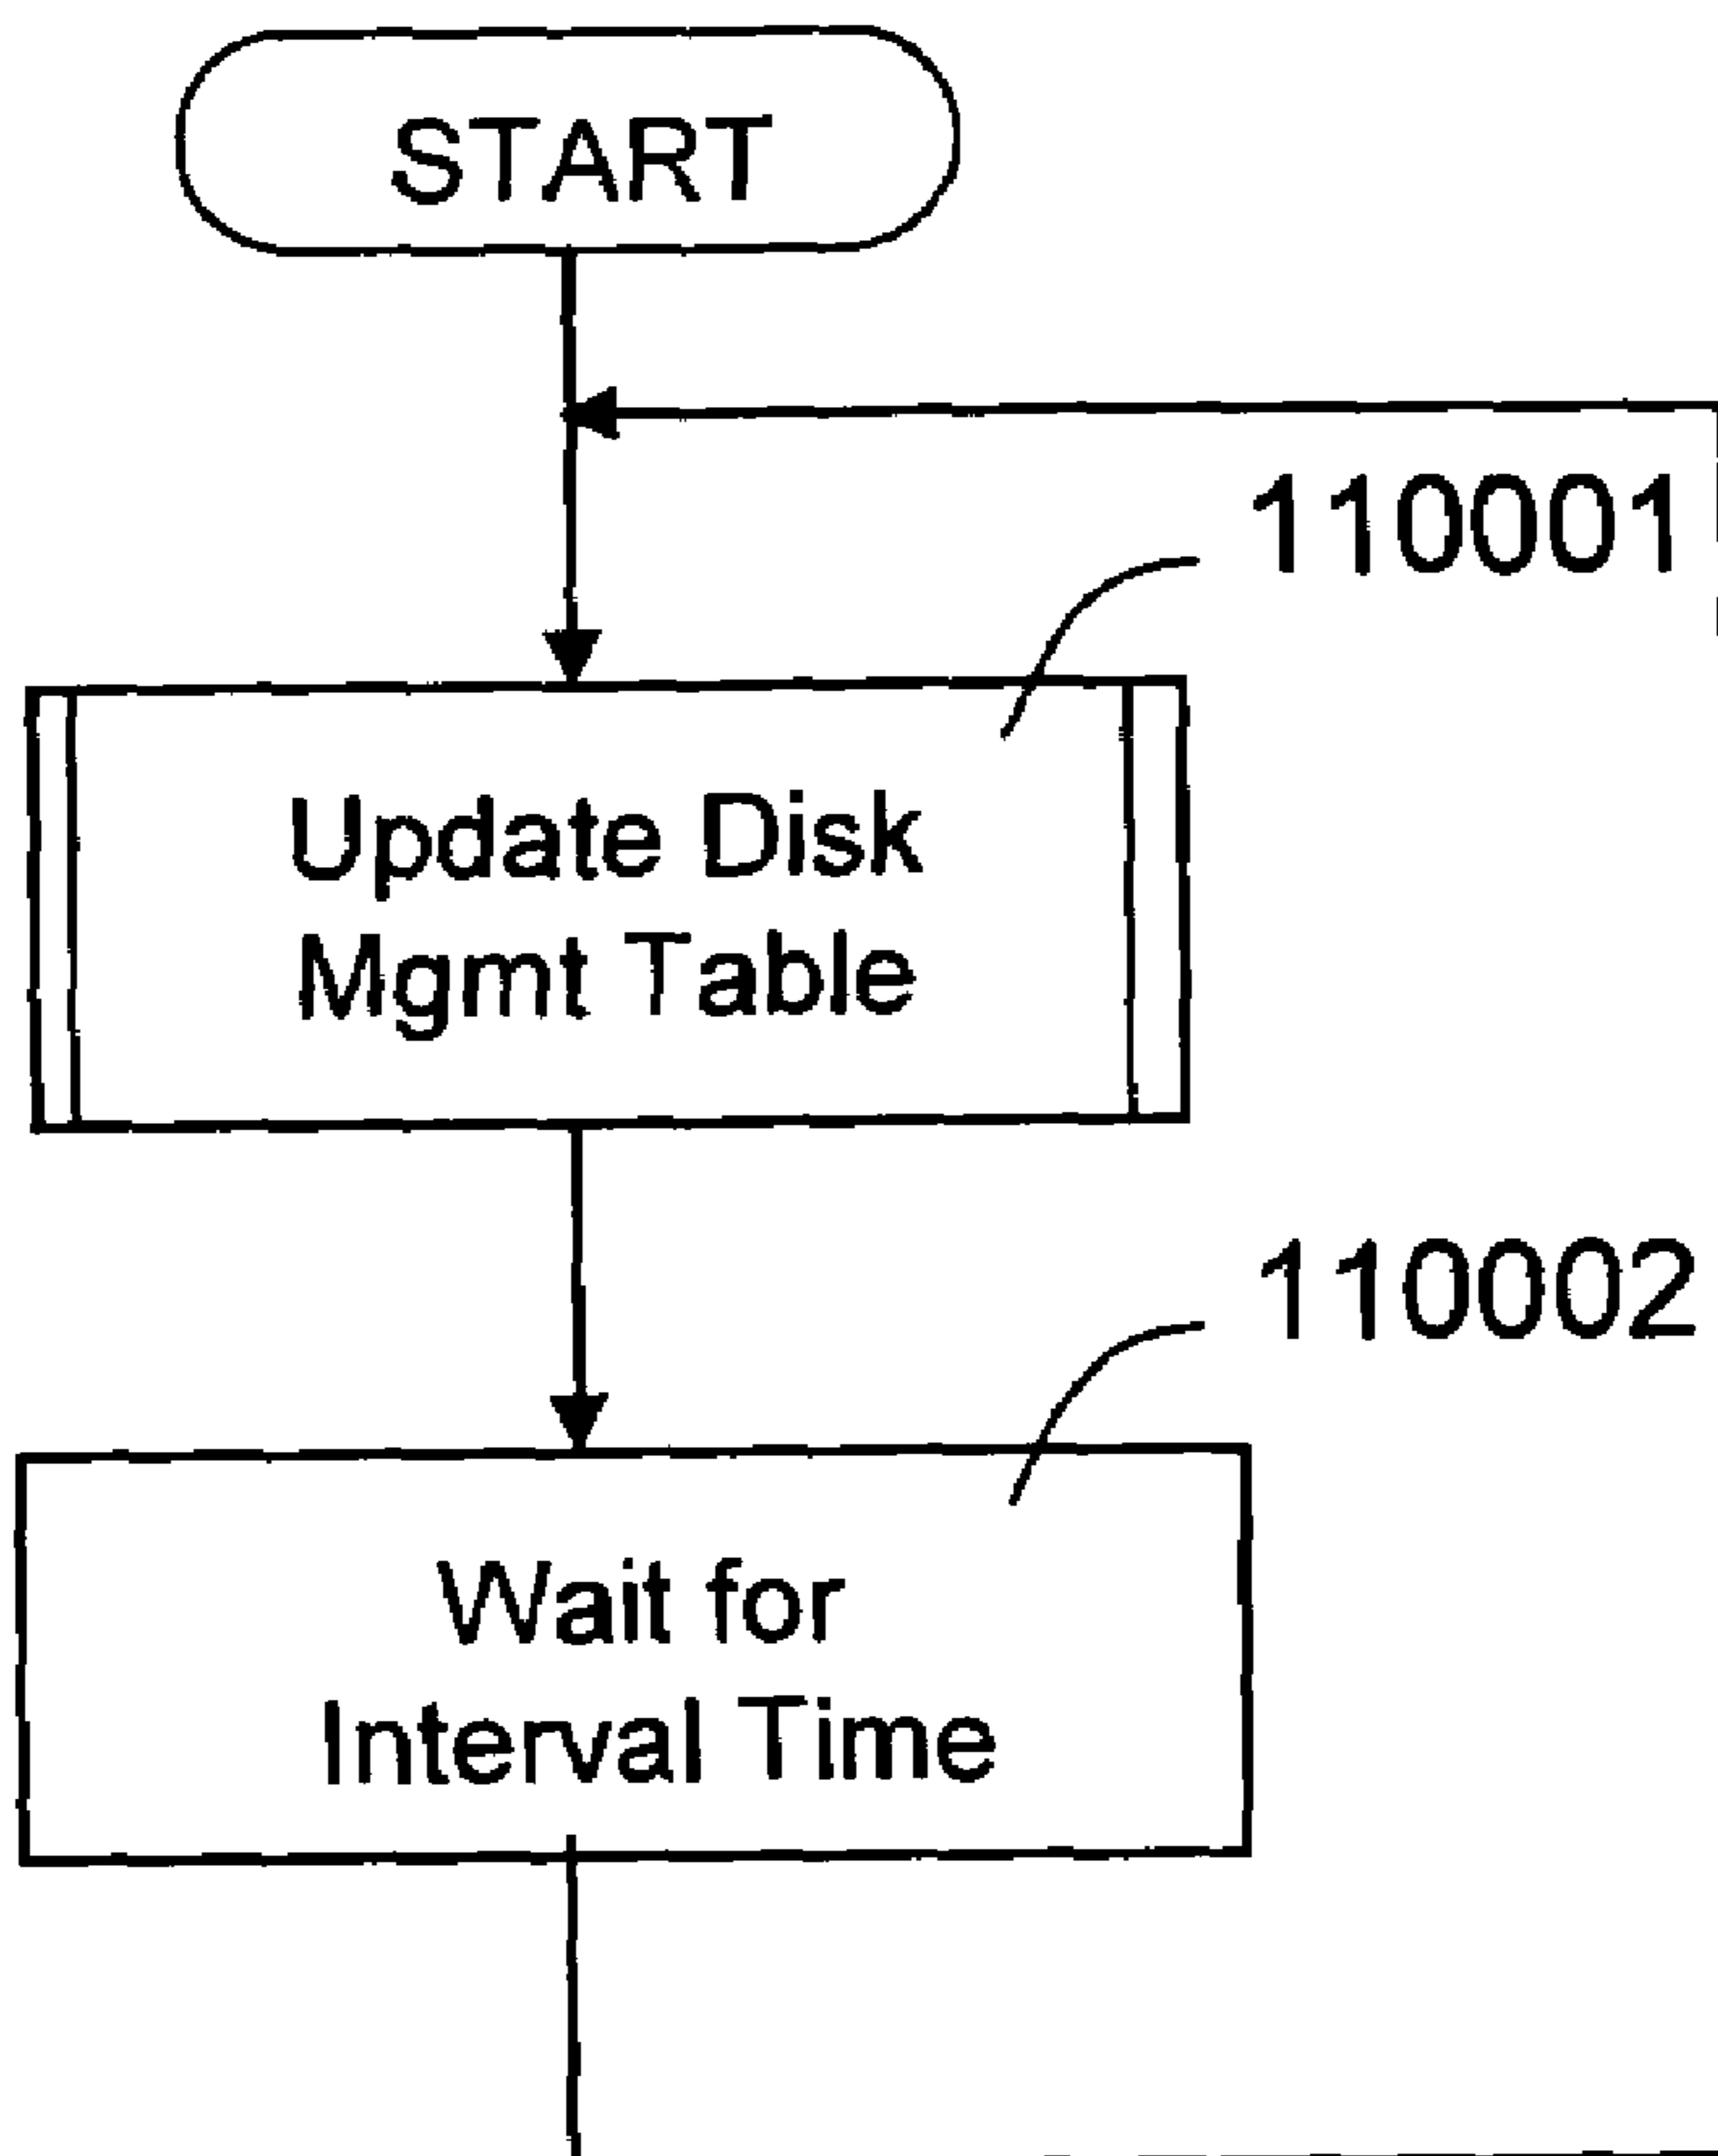 START
110001
Update Disk
Mgmt Table
110002
Wait for
Interval Time